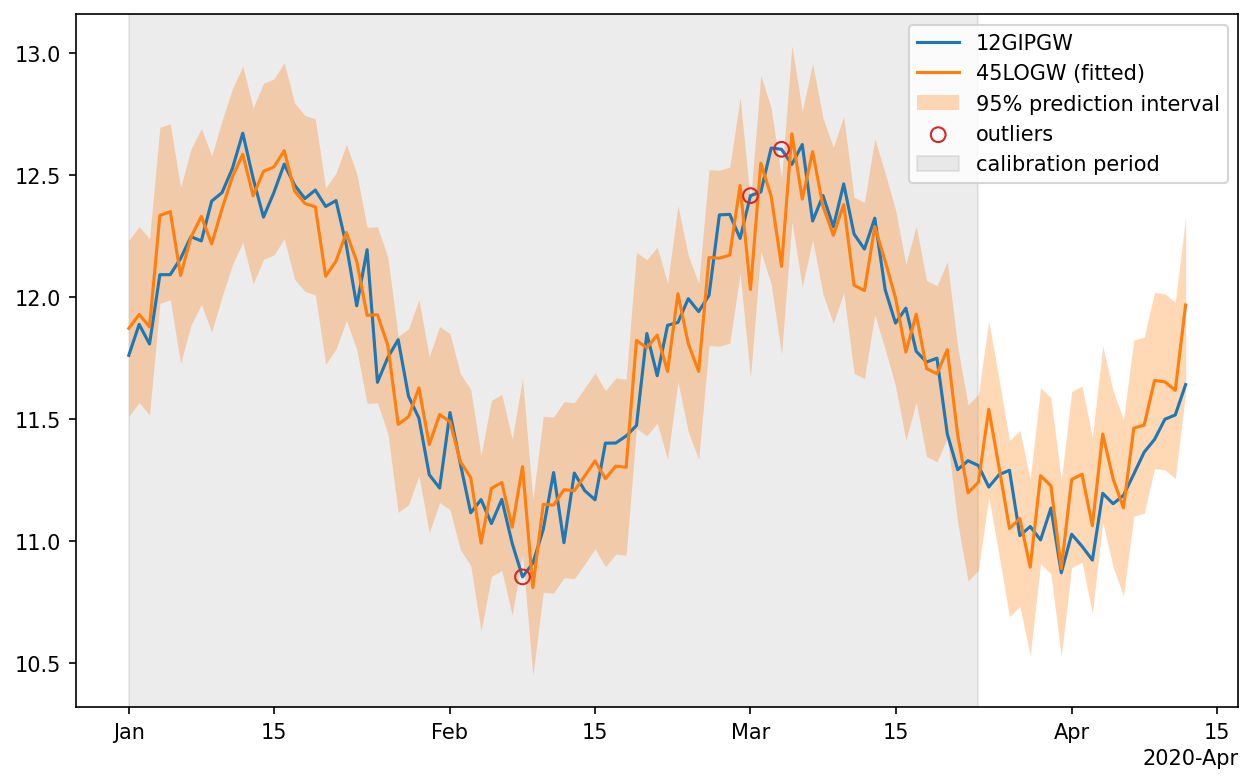 13.0
12.5
12.0
11.5
11.0
10.5
12GIPGW
45LOGW (fitted)
95% prediction interval
outliers
calibration period
Jan 15 Feb 15 Mar 15 Apr 15
2020-Apr